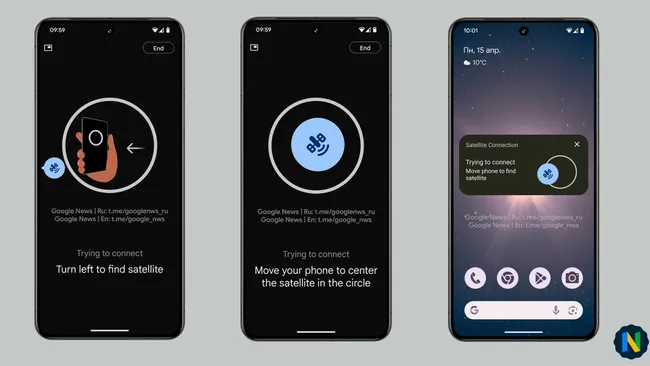 09:59
End
Google News | Ru: t.me/googlenws_ru
Google News | En: t.me/google_nws
Trying to connect
Turn left to find satellite
09:59
End
Google News | Ru: t.me/googlenws_ru
Google News | En: t.me/google_nws
Trying to connect
Move your phone to center
the satellite in the circle
10:01
Пн, 15 апр.
10°C
Satellite Connection
Trying to connect
Move phone to find
satellite
Google News | Ru: t.me/googlenws_ru
Google News | En: t.me/google_nws
G
N